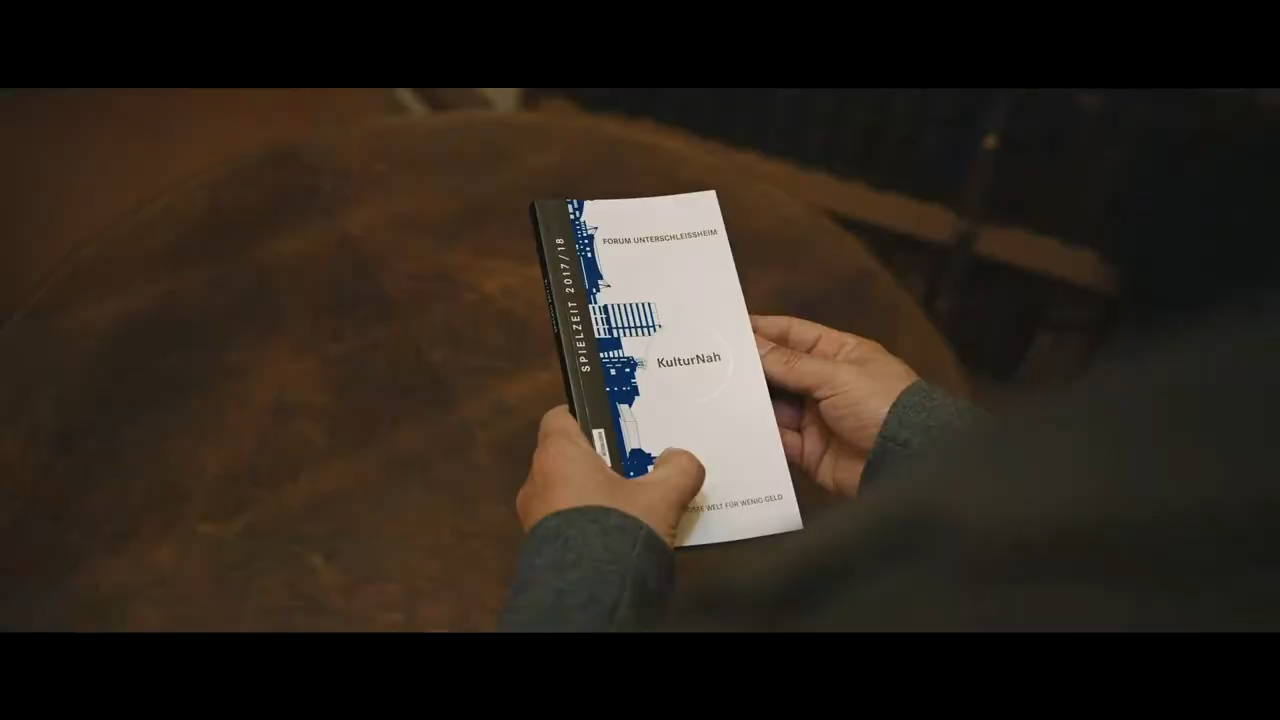 SPIELZEIT 2017/18
FORUM UNTERSCHLEISSHEIM
KulturNah
WELT FÜR WENIG GELD